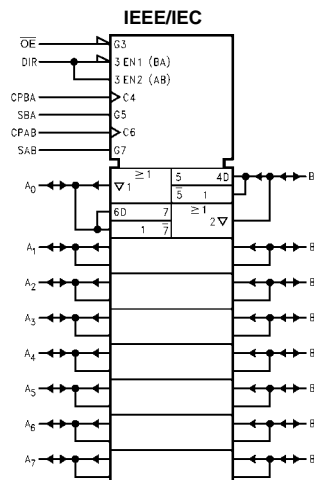 IEEE/IEC
O̅E̅ G3
DIR 3 EN1 (BA)
3 EN2 (AB)
CPBA C4
SBA G5
CPAB C6
SAB G7
A₀ ≥1 5 4D B
▽1 5̅ 1
6D 7 ≥1
1 7̅ 2▽
A₁ B
A₂ B
A₃ B
A₄ B
A₅ B
A₆ B
A₇ B